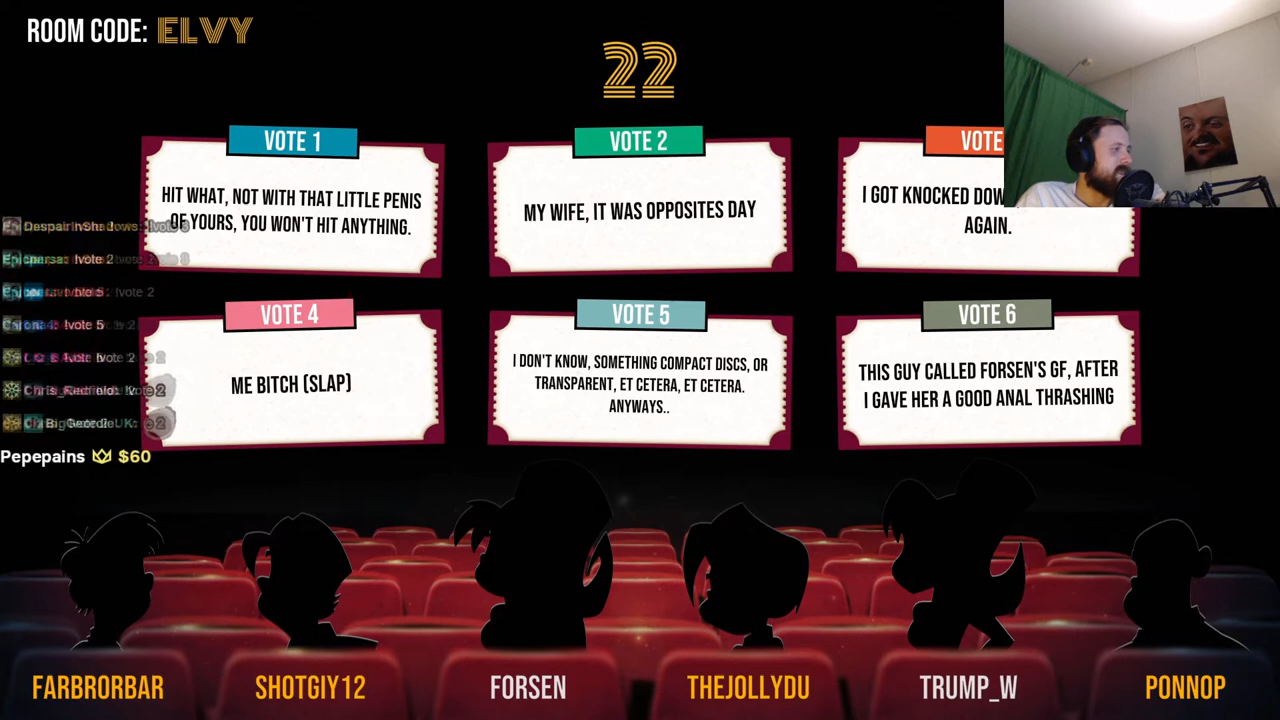 ROOM CODE: ELVY
22
VOTE 1
HIT WHAT, NOT WITH THAT LITTLE PENIS
OF YOURS, YOU WON'T HIT ANYTHING.
VOTE 2
MY WIFE, IT WAS OPPOSITES DAY
VOTE
I GOT KNOCKED
AGAIN.
VOTE 4
ME BITCH (SLAP)
VOTE 5
I DON'T KNOW, SOMETHING COMPACT DISCS, OR
TRANSPARENT, ET CETERA, ET CETERA.
ANYWAYS..
VOTE 6
THIS GUY CALLED FORSEN'S GF, AFTER
I GAVE HER A GOOD ANAL THRASHING
Pepepains $60
FARBRORBAR
SHOTGIY12
FORSEN
THEJOLLYDU
TRUMP_W
PONNOP